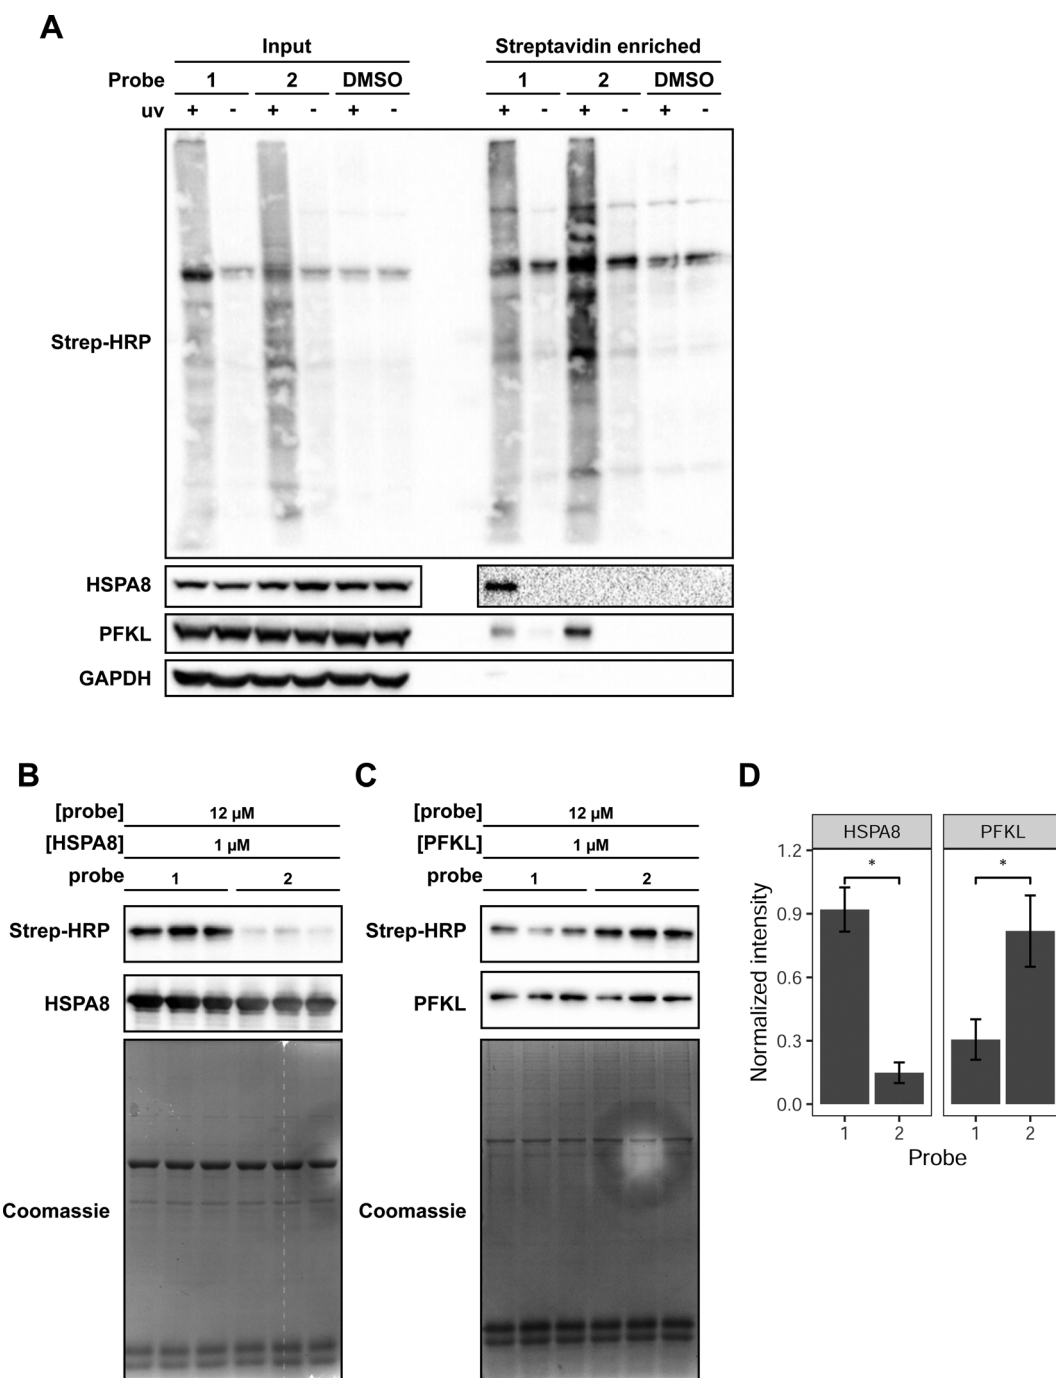 A
Input Streptavidin enriched
Probe 1 2 DMSO 1 2 DMSO
uv + - + - + - + - + - + -
Strep-HRP
HSPA8
PFKL
GAPDH
B
[probe] 12 µM
[HSPA8] 1 µM
probe 1 2
Strep-HRP
HSPA8
Coomassie
C
[probe] 12 µM
[PFKL] 1 µM
probe 1 2
Strep-HRP
PFKL
Coomassie
D
HSPA8 PFKL
1.2
* *
0.9
0.6
0.3
0.0
Normalized intensity
1 2 1 2
Probe